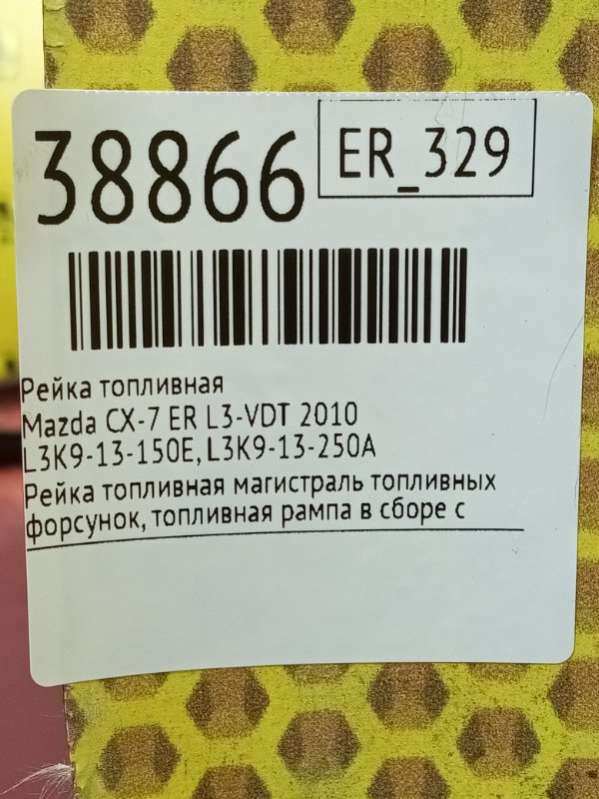 38866
ER_329
Рейка топливная
Mazda CX-7 ER L3-VDT 2010
L3K9-13-150E, L3K9-13-250A
Рейка топливная магистраль топливных
форсунок, топливная рампа в сборе с